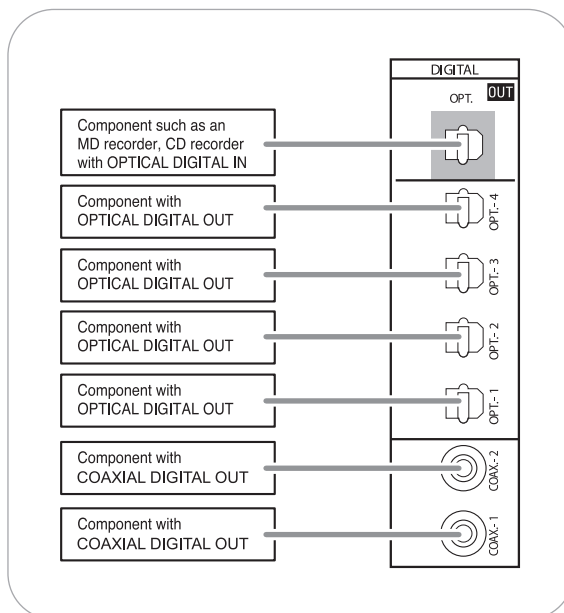 DIGITAL
OPT. OUT
Component such as an
MD recorder, CD recorder
with OPTICAL DIGITAL IN
Component with
OPTICAL DIGITAL OUT
OPT.- 4
Component with
OPTICAL DIGITAL OUT
OPT.- 3
Component with
OPTICAL DIGITAL OUT
OPT.- 2
Component with
OPTICAL DIGITAL OUT
OPT.- 1
Component with
COAXIAL DIGITAL OUT
COAX.- 2
Component with
COAXIAL DIGITAL OUT
COAX.- 1